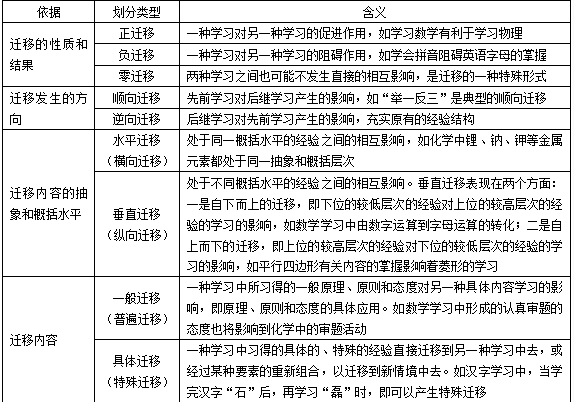 依据 划分类型 含义
迁移的性质和
结果
正迁移 一种学习对另一种学习的促进作用，如学习数学有利于学习物理
负迁移 一种学习对另一种学习的阻碍作用，如学会拼音阻碍英语字母的掌握
零迁移 两种学习之间也可能不发生直接的相互影响，是迁移的一种特殊形式
迁移发生的方
向
顺向迁移 先前学习对后继学习产生的影响，如“举一反三”是典型的顺向迁移
逆向迁移 后继学习对先前学习产生的影响，充实原有的经验结构
迁移内容的抽
象和概括水平
水平迁移
（横向迁移）
处于同一概括水平的经验之间的相互影响，如化学中锂、钠、钾等金属
元素都处于同一抽象和概括层次
垂直迁移
（纵向迁移）
处于不同概括水平的经验之间的相互影响。垂直迁移表现在两个方面：
一是自下而上的迁移，即下位的较低层次的经验对上位的较高层次的经
验的学习的影响，如数学学习中由数字运算到字母运算的转化；二是自
上而下的迁移，即上位的较高层次的经验对下位的较低层次的经验的学
习的影响，如平行四边形有关内容的掌握影响着菱形的学习
迁移内容
一般迁移
（普遍迁移）
一种学习中所习得的一般原理、原则和态度对另一种具体内容学习的影
响，即原理、原则和态度的具体应用。如数学学习中形成的认真审题的
态度也将影响到化学中的审题活动
具体迁移
（特殊迁移）
一种学习中习得的具体的、特殊的经验直接迁移到另一种学习中去，或
经过某种要素的重新组合，以迁移到新情境中去。如汉字学习中，当学
完汉字“石”后，再学习“磊”时，即可以产生特殊迁移